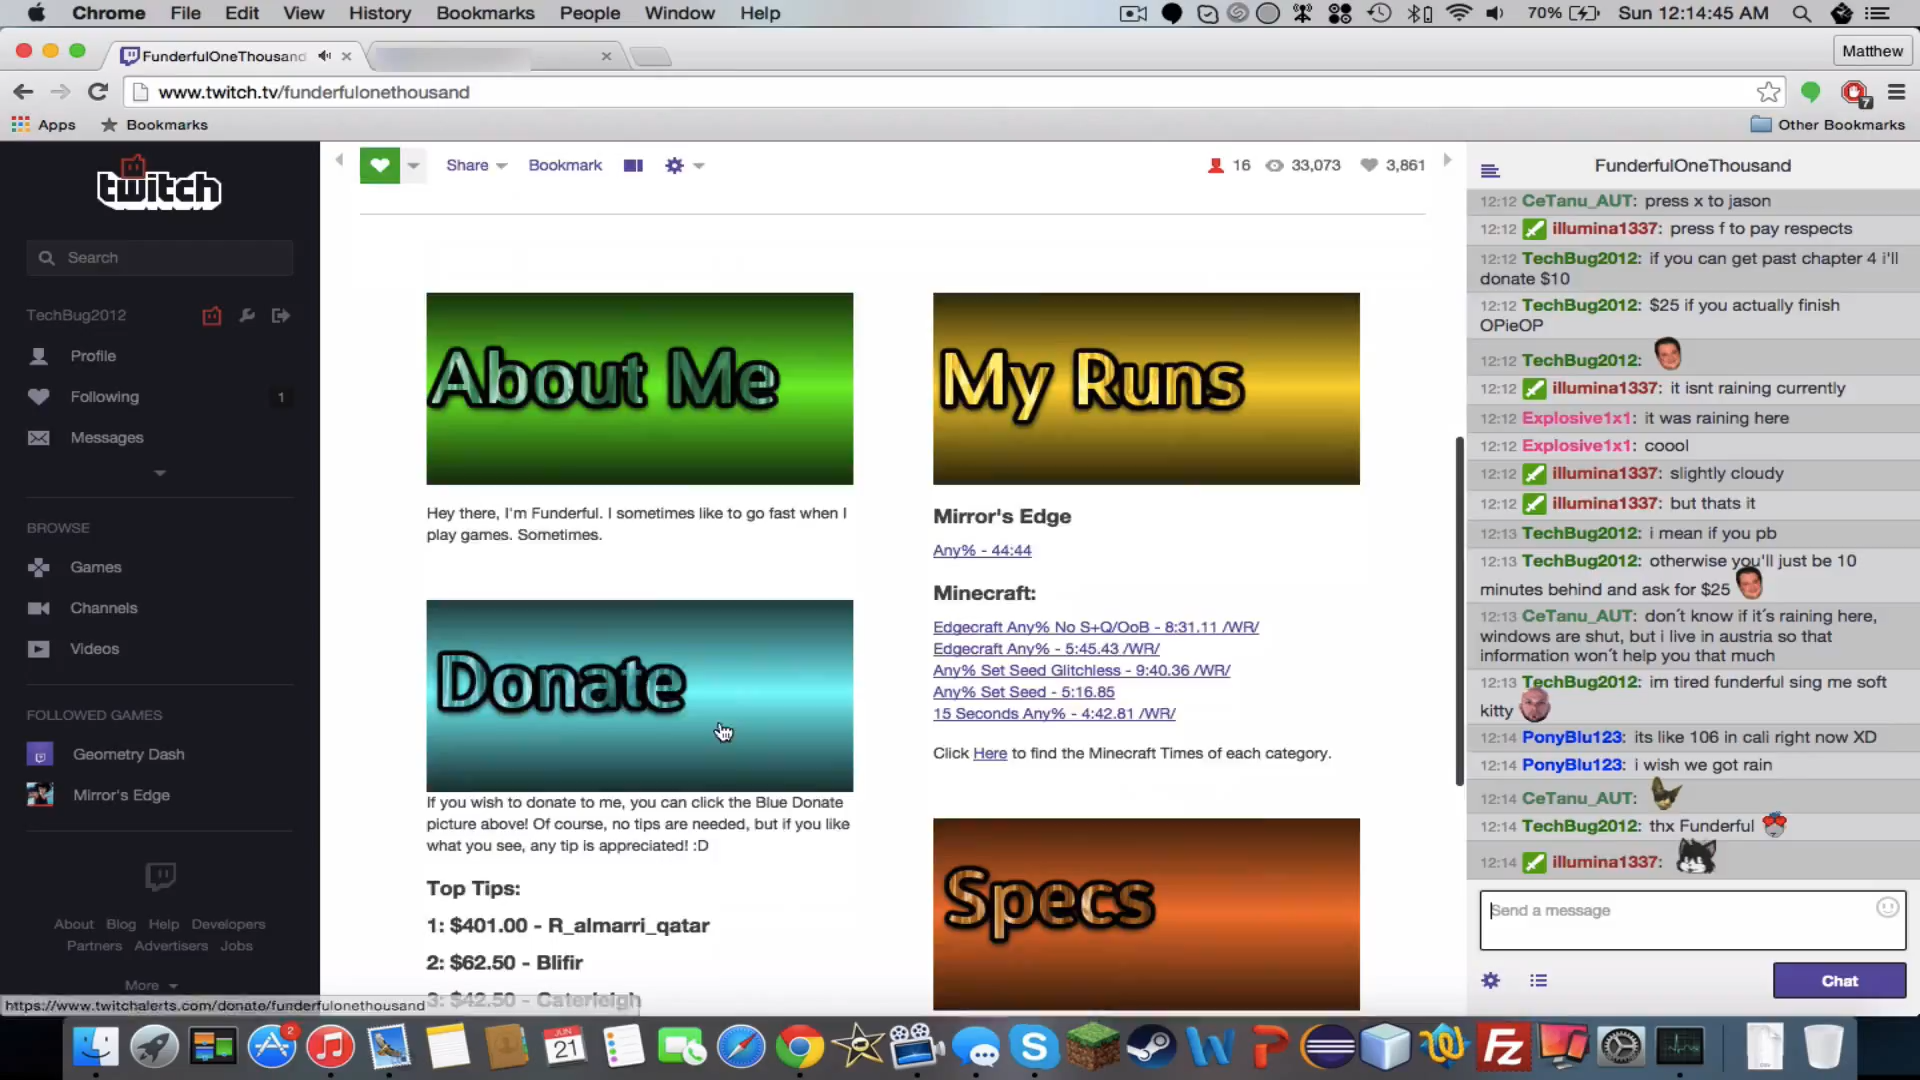 Chrome File Edit View History Bookmarks People Window Help
70% Sun 12:14:45 AM
FunderfulOneThousand
Matthew
www.twitch.tv/funderfulonethousand
7
Apps Bookmarks
Other Bookmarks
twitch
Search
TechBug2012
Profile
Following 1
Messages
BROWSE
Games
Channels
Videos
FOLLOWED GAMES
Geometry Dash
Mirror's Edge
About Blog Help Developers
Partners Advertisers Jobs
More
https://www.twitchalerts.com/donate/funderfulonethousand
Share Bookmark
16 33,073 3,861
About Me
Hey there, I'm Funderful. I sometimes like to go fast when I
play games. Sometimes.
Donate
If you wish to donate to me, you can click the Blue Donate
picture above! Of course, no tips are needed, but if you like
what you see, any tip is appreciated! :D
Top Tips:
1: $401.00 - R_almarri_qatar
2: $62.50 - Blifir
3: $42.50 - Caterleigh
My Runs
Mirror's Edge
Any% - 44:44
Minecraft:
Edgecraft Any% No S+Q/OoB - 8:31.11 /WR/
Edgecraft Any% - 5:45.43 /WR/
Any% Set Seed Glitchless - 9:40.36 /WR/
Any% Set Seed - 5:16.85
15 Seconds Any% - 4:42.81 /WR/
Click Here to find the Minecraft Times of each category.
Specs
FunderfulOneThousand
12:12 CeTanu_AUT: press x to jason
12:12 illumina1337: press f to pay respects
12:12 TechBug2012: if you can get past chapter 4 i'll
donate $10
12:12 TechBug2012: $25 if you actually finish
OPieOP
12:12 TechBug2012:
12:12 illumina1337: it isnt raining currently
12:12 Explosive1x1: it was raining here
12:12 Explosive1x1: coool
12:12 illumina1337: slightly cloudy
12:12 illumina1337: but thats it
12:13 TechBug2012: i mean if you pb
12:13 TechBug2012: otherwise you'll just be 10
minutes behind and ask for $25
12:13 CeTanu_AUT: don´t know if it´s raining here,
windows are shut, but i live in austria so that
information won´t help you that much
12:13 TechBug2012: im tired funderful sing me soft
kitty
12:14 PonyBlu123: its like 106 in cali right now XD
12:14 PonyBlu123: i wish we got rain
12:14 CeTanu_AUT:
12:14 TechBug2012: thx Funderful
12:14 illumina1337:
Send a message
Chat
2
JUN
21